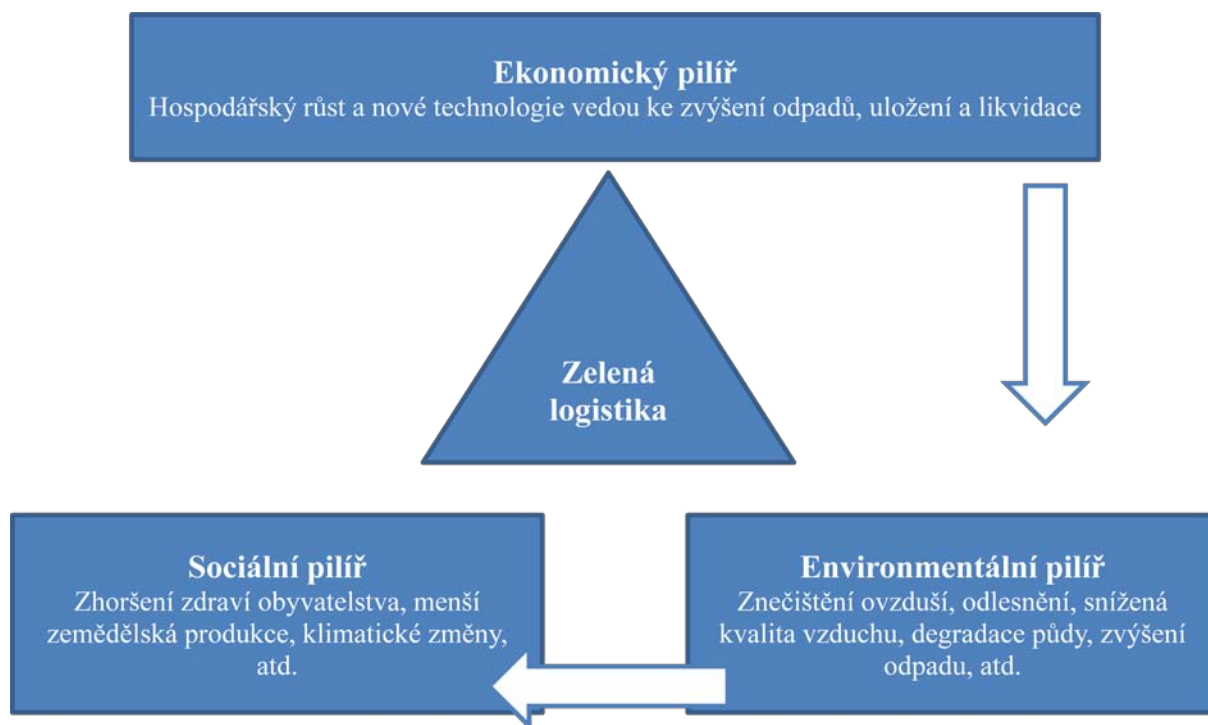 Ekonomický pilíř
Hospodářský růst a nové technologie vedou ke zvýšení odpadů, uložení a likvidace
Zelená
logistika
Sociální pilíř
Zhoršení zdraví obyvatelstva, menší
zemědělská produkce, klimatické změny,
atd.
Environmentální pilíř
Znečištění ovzduší, odlesnění, snížená
kvalita vzduchu, degradace půdy, zvýšení
odpadu, atd.